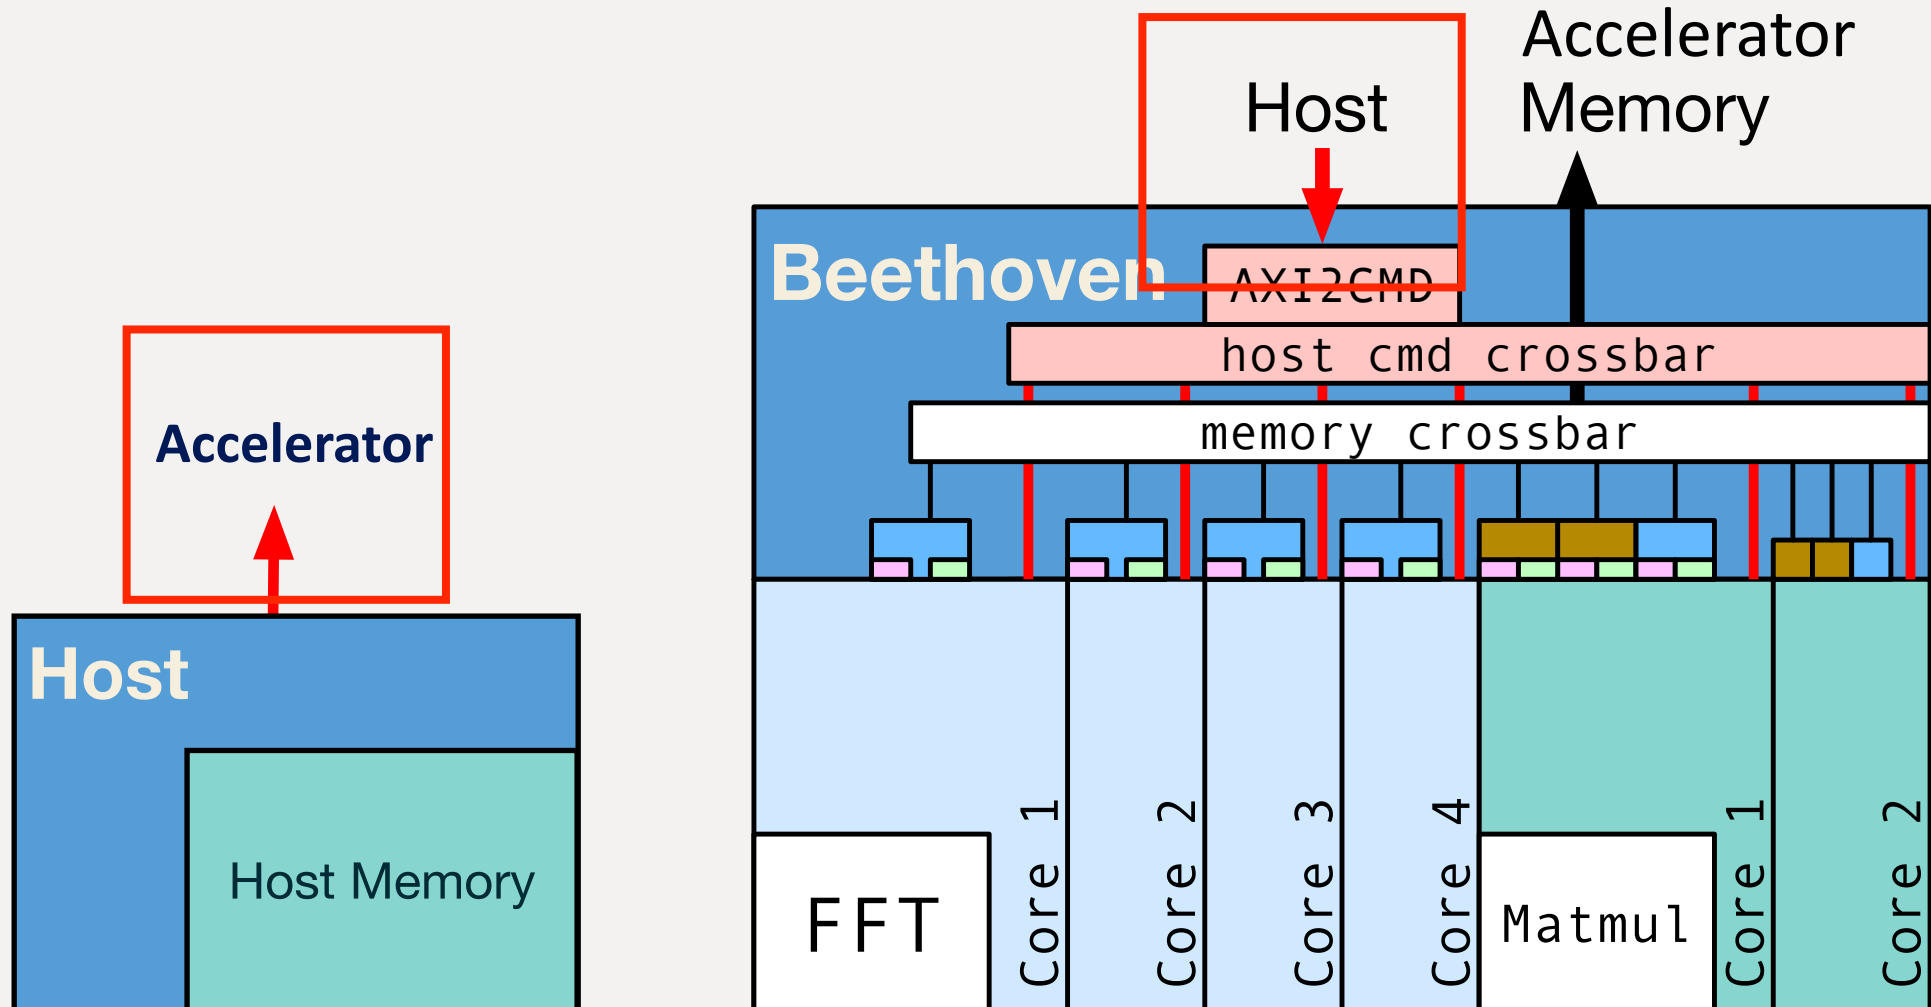 Accelerator
Host
Host Memory
Host
Accelerator
Memory
Beethoven
AXI2CMD
host cmd crossbar
memory crossbar
FFT
Core 1
Core 2
Core 3
Core 4
Matmul
Core 1
Core 2